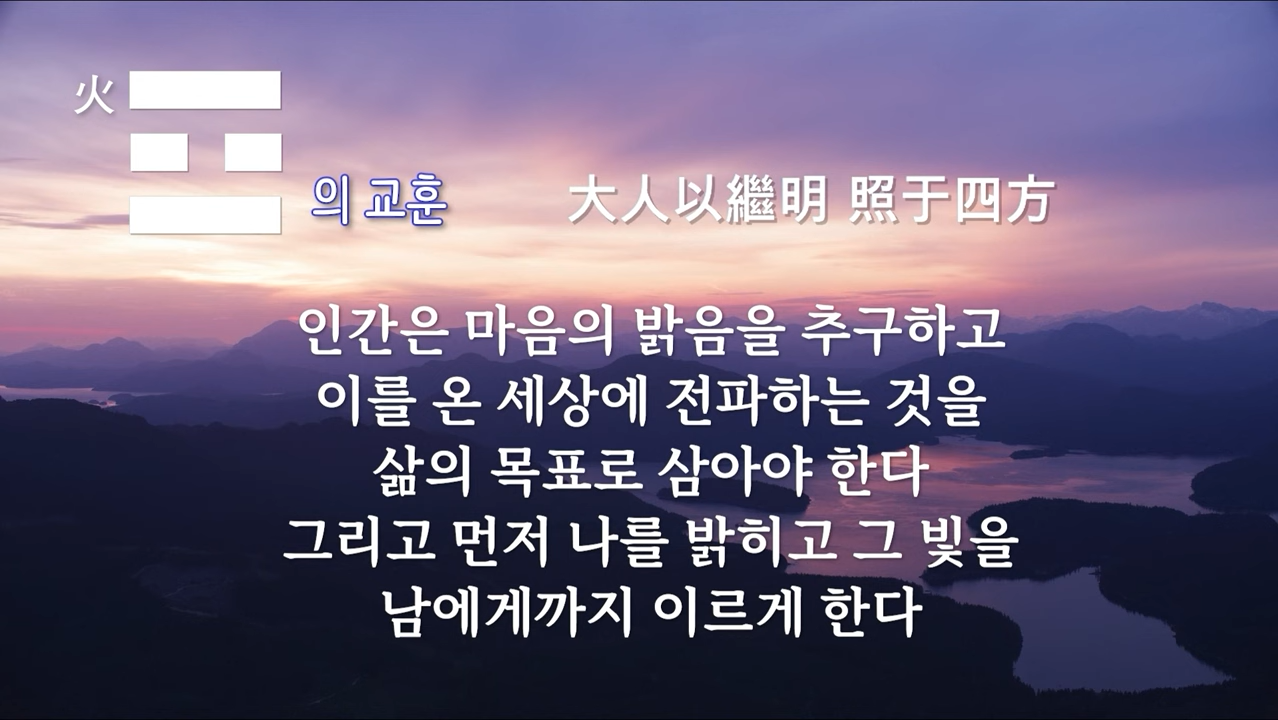 火
의 교훈
大人以繼明 照于四方
인간은 마음의 밝음을 추구하고
이를 온 세상에 전파하는 것을
삶의 목표로 삼아야 한다
그리고 먼저 나를 밝히고 그 빛을
남에게까지 이르게 한다